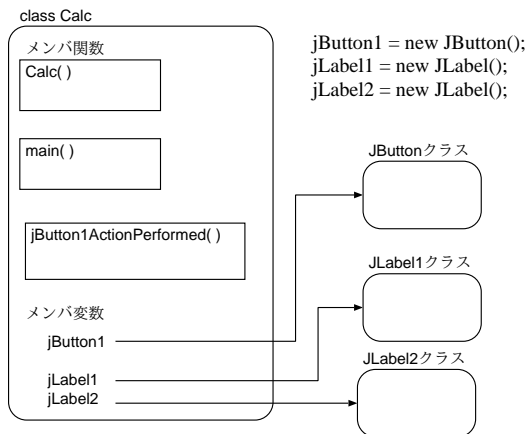 class Calc
メンバ関数
Calc( )
main( )
jButton1ActionPerformed( )
メンバ変数
jButton1
jLabel1
jLabel2
jButton1 = new JButton();
jLabel1 = new JLabel();
jLabel2 = new JLabel();
JButtonクラス
JLabel1クラス
JLabel2クラス